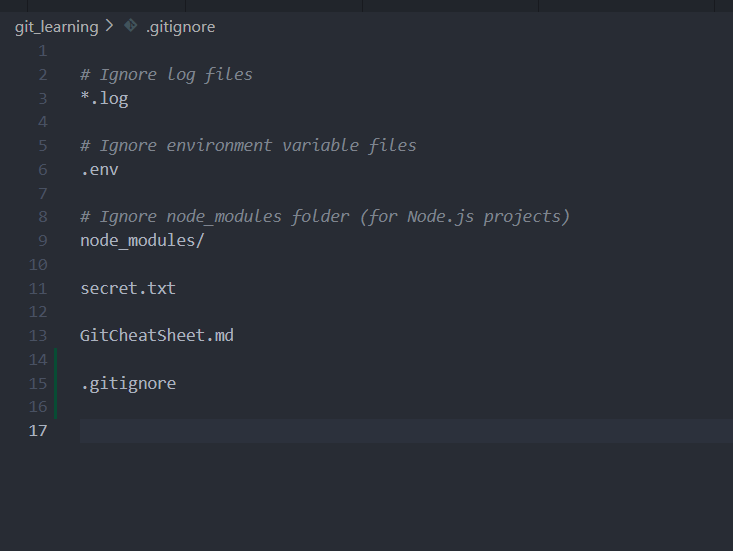 git_learning > .gitignore
1
2 # Ignore log files
3 *.log
4
5 # Ignore environment variable files
6 .env
7
8 # Ignore node_modules folder (for Node.js projects)
9 node_modules/
10
11 secret.txt
12
13 GitCheatSheet.md
14
15 .gitignore
16
17